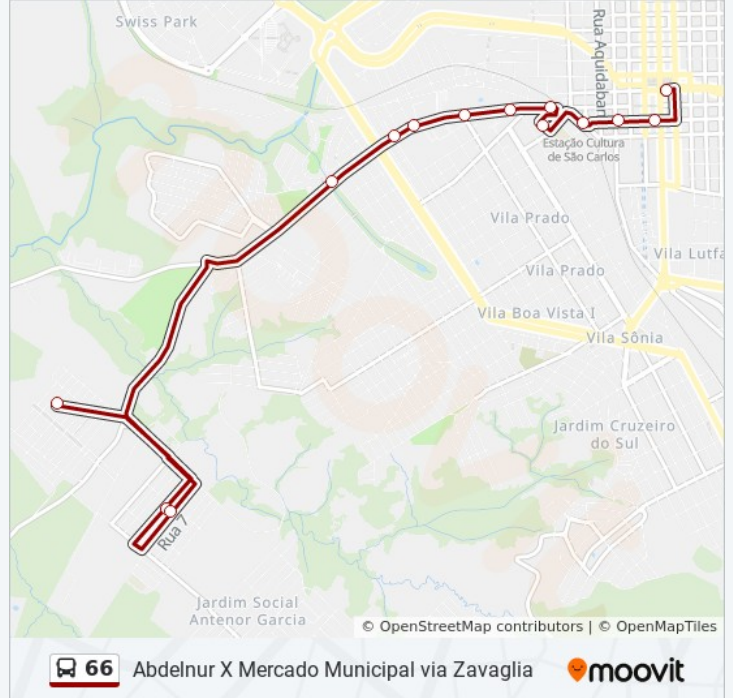 Swiss Park
Rua Aquidaban
Estação Cultura
de São Carlos
Vila Prado
Vila Lutfa
Vila Prado
Vila Boa Vista I
Vila Sônia
Jardim Cruzeiro
do Sul
Rua 7
Jardim Social
Antenor Garcia
© OpenStreetMap contributors | © OpenMapTiles
66 Abdelnur X Mercado Municipal via Zavaglia moovit